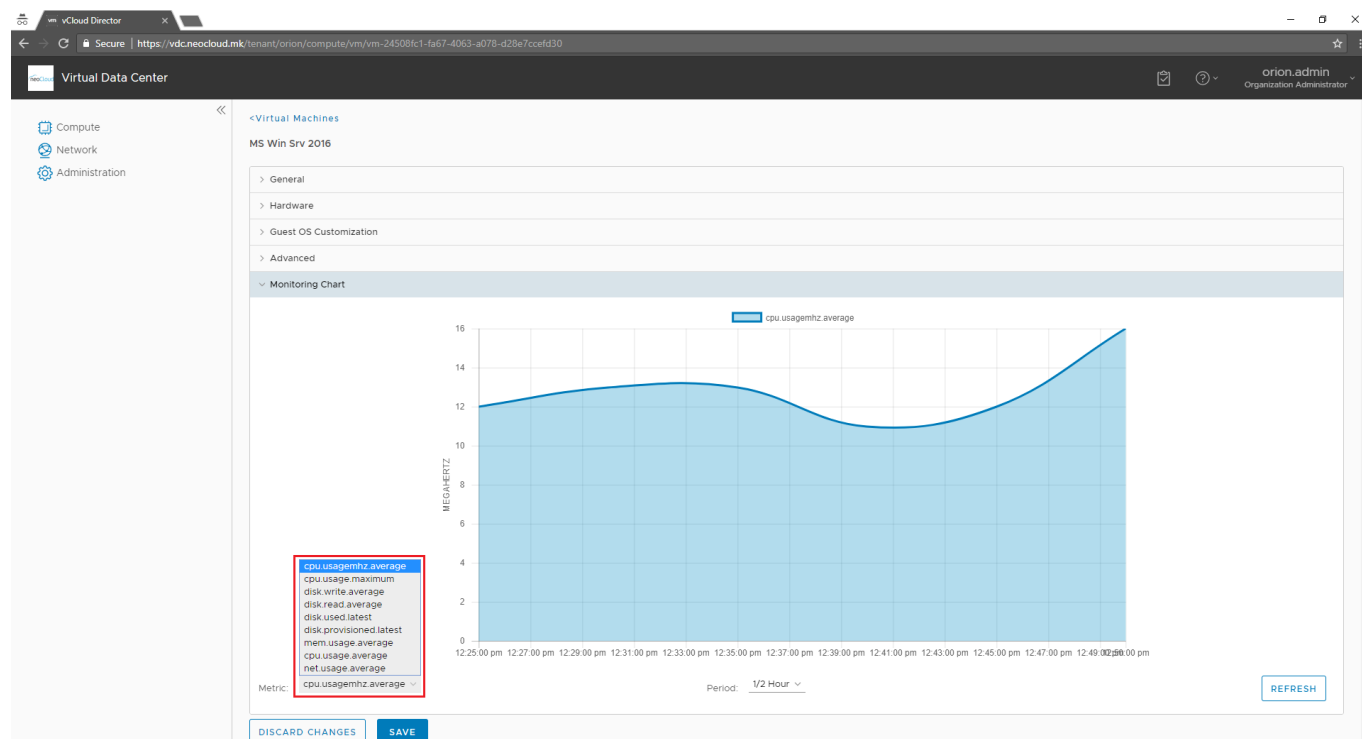 vm vCloud Director
Secure | https://vdc.neocloud.mk/tenant/orion/compute/vm/vm-24508fc1-fa67-4063-a078-d28e7ccefd30
neoCloud Virtual Data Center
orion.admin
Organization Administrator
Compute
Network
Administration
<Virtual Machines
MS Win Srv 2016
General
Hardware
Guest OS Customization
Advanced
Monitoring Chart
cpu.usagemhz.average
16
14
12
10
8
6
4
2
0
MEGAHERTZ
12:25:00 pm 12:27:00 pm 12:29:00 pm 12:31:00 pm 12:33:00 pm 12:35:00 pm 12:37:00 pm 12:39:00 pm 12:41:00 pm 12:43:00 pm 12:45:00 pm 12:47:00 pm
cpu.usagemhz.average
cpu.usage.maximum
disk.write.average
disk.read.average
disk.used.latest
disk.provisioned.latest
mem.usage.average
cpu.usage.average
net.usage.average
Metric: cpu.usagemhz.average
Period: 1/2 Hour
REFRESH
DISCARD CHANGES SAVE